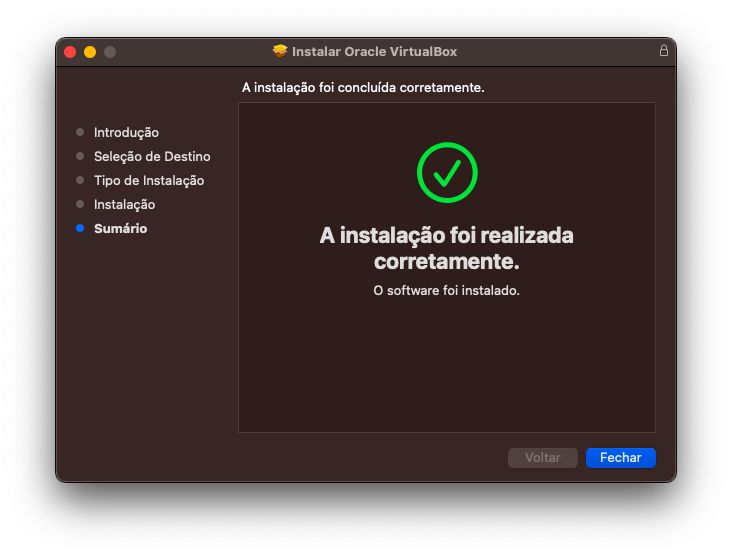 Instalar Oracle VirtualBox
A instalação foi concluída corretamente.
Introdução
Seleção de Destino
Tipo de Instalação
Instalação
Sumário
A instalação foi realizada
corretamente.
O software foi instalado.
Voltar
Fechar